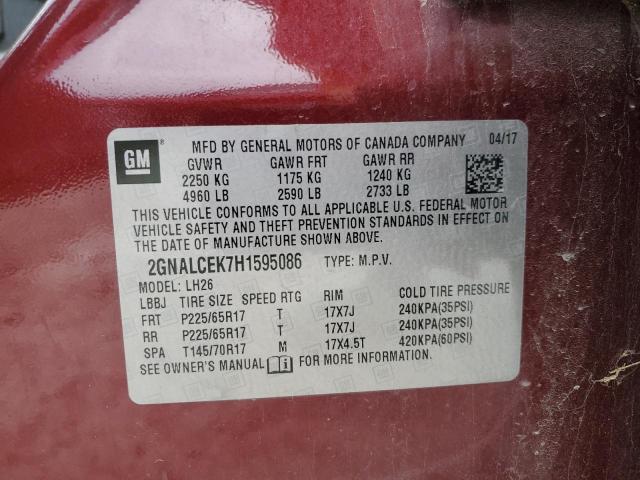 GM ® MFD BY GENERAL MOTORS OF CANADA COMPANY 04/17
GVWR GAWR FRT GAWR RR
2250 KG 1175 KG 1240 KG
4960 LB 2590 LB 2733 LB
THIS VEHICLE CONFORMS TO ALL APPLICABLE U.S. FEDERAL MOTOR
VEHICLE SAFETY AND THEFT PREVENTION STANDARDS IN EFFECT ON
THE DATE OF MANUFACTURE SHOWN ABOVE.
2GNALCEK7H1595086 TYPE: M.P.V.
MODEL: LH26
LBBJ TIRE SIZE SPEED RTG RIM COLD TIRE PRESSURE
FRT P225/65R17 T 17X7J 240KPA(35PSI)
RR P225/65R17 T 17X7J 240KPA(35PSI)
SPA T145/70R17 M 17X4.5T 420KPA(60PSI)
SEE OWNER'S MANUAL FOR MORE INFORMATION.